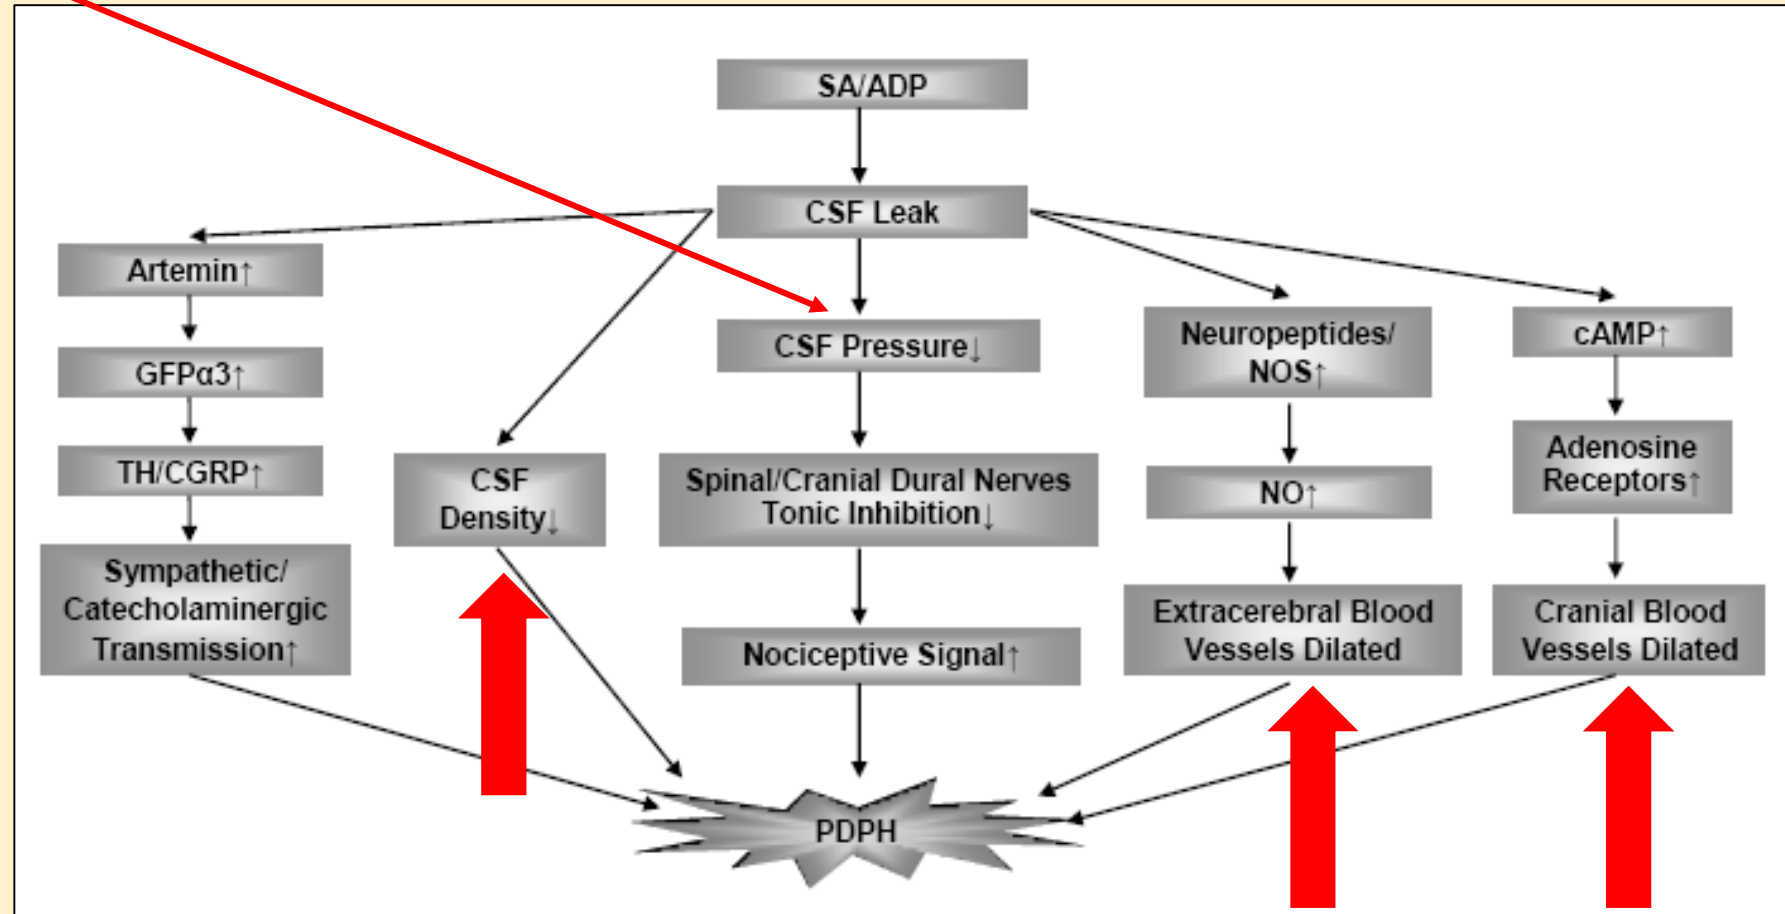 SA/ADP
CSF Leak
Artemin↑
GFPα3↑
TH/CGRP↑
Sympathetic/
Catecholaminergic
Transmission↑
CSF
Density↓
CSF Pressure↓
Spinal/Cranial Dural Nerves
Tonic Inhibition↓
Nociceptive Signal↑
Neuropeptides/
NOS↑
NO↑
Extracerebral Blood
Vessels Dilated
cAMP↑
Adenosine
Receptors↑
Cranial Blood
Vessels Dilated
PDPH